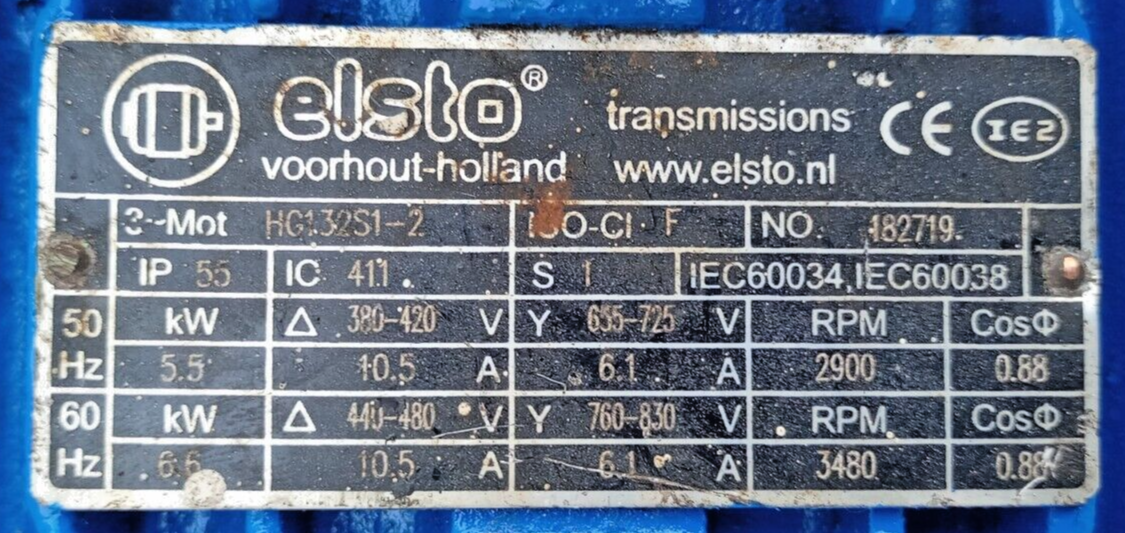 elsto®
transmissions CE IE2
voorhout-holland www.elsto.nl
3~Mot HG132S1-2 ISO-Cl F NO. 182719
IP 55 IC 411 S 1 IEC60034,IEC60038
50 kW Δ 380-420 V Y 655-725 V RPM CosΦ
Hz 5.5 10.5 A 6.1 A 2900 0.88
60 kW Δ 440-480 V Y 760-830 V RPM CosΦ
Hz 6.6 10.5 A 6.1 A 3480 0.88